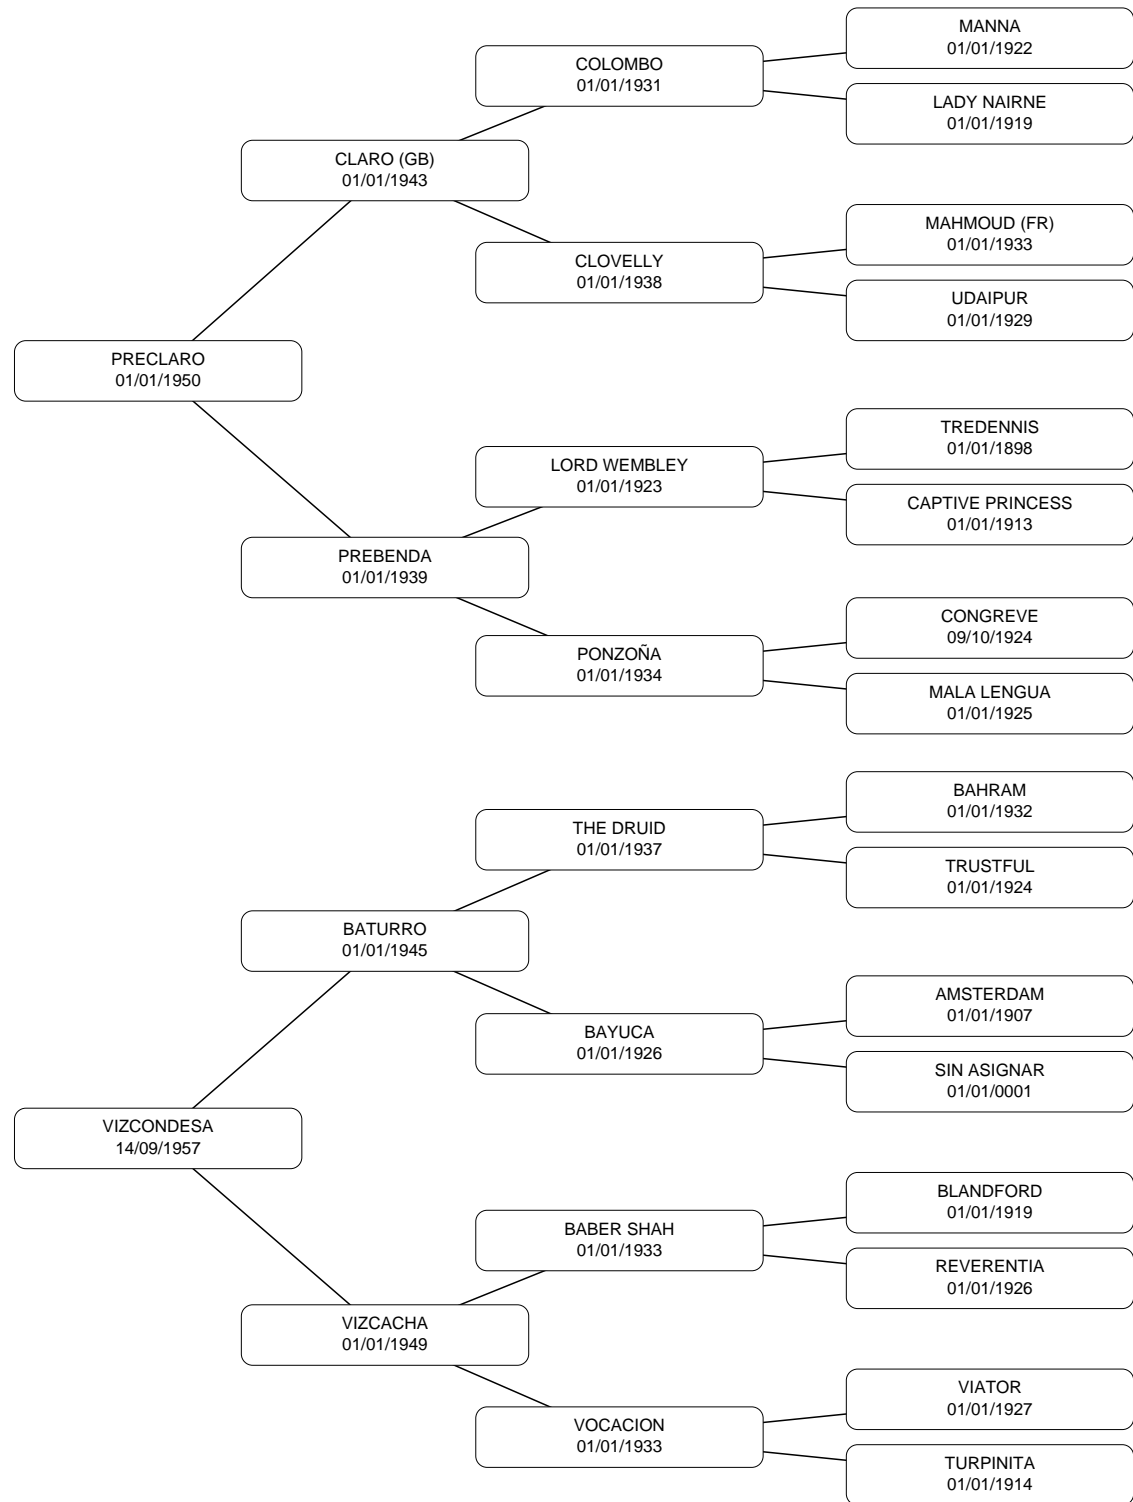 MANNA
01/01/1922
COLOMBO
01/01/1931
LADY NAIRNE
01/01/1919
CLARO (GB)
01/01/1943
MAHMOUD (FR)
01/01/1933
CLOVELLY
01/01/1938
UDAIPUR
01/01/1929
PRECLARO
01/01/1950
TREDENNIS
01/01/1898
LORD WEMBLEY
01/01/1923
CAPTIVE PRINCESS
01/01/1913
PREBENDA
01/01/1939
CONGREVE
09/10/1924
PONZOÑA
01/01/1934
MALA LENGUA
01/01/1925
BAHRAM
01/01/1932
THE DRUID
01/01/1937
TRUSTFUL
01/01/1924
BATURRO
01/01/1945
AMSTERDAM
01/01/1907
BAYUCA
01/01/1926
SIN ASIGNAR
01/01/0001
VIZCONDESA
14/09/1957
BLANDFORD
01/01/1919
BABER SHAH
01/01/1933
REVERENTIA
01/01/1926
VIZCACHA
01/01/1949
VIATOR
01/01/1927
VOCACION
01/01/1933
TURPINITA
01/01/1914